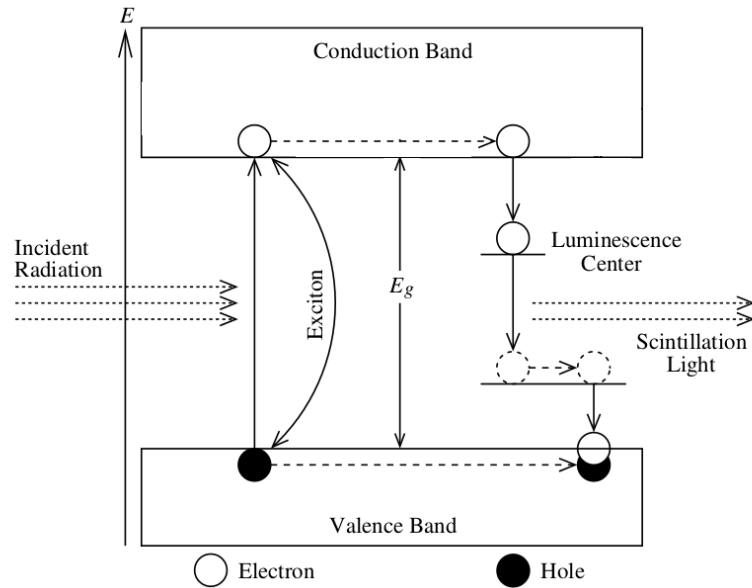 E
Conduction Band
Incident
Radiation
Exciton
E_g
Luminescence
Center
Scintillation
Light
Valence Band
Electron
Hole